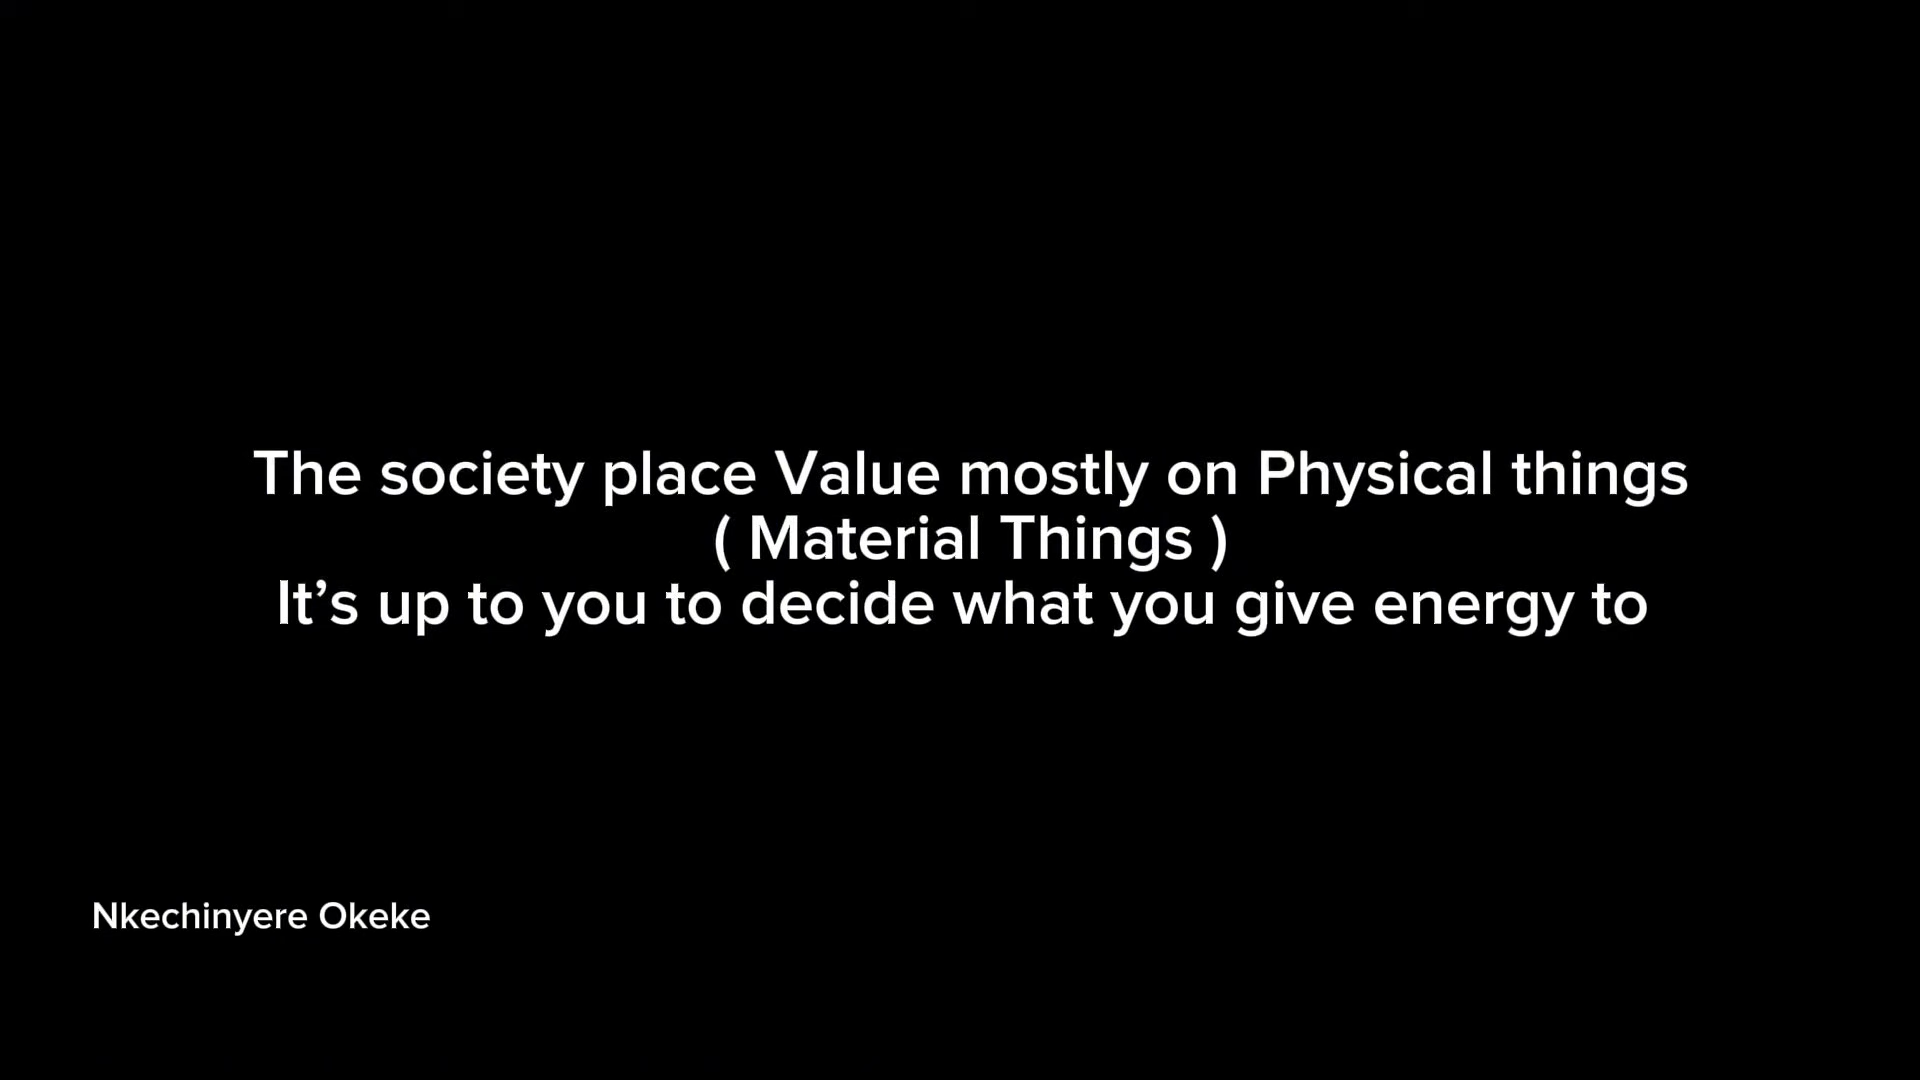 The society place Value mostly on Physical things
( Material Things )
It’s up to you to decide what you give energy to
Nkechinyere Okeke